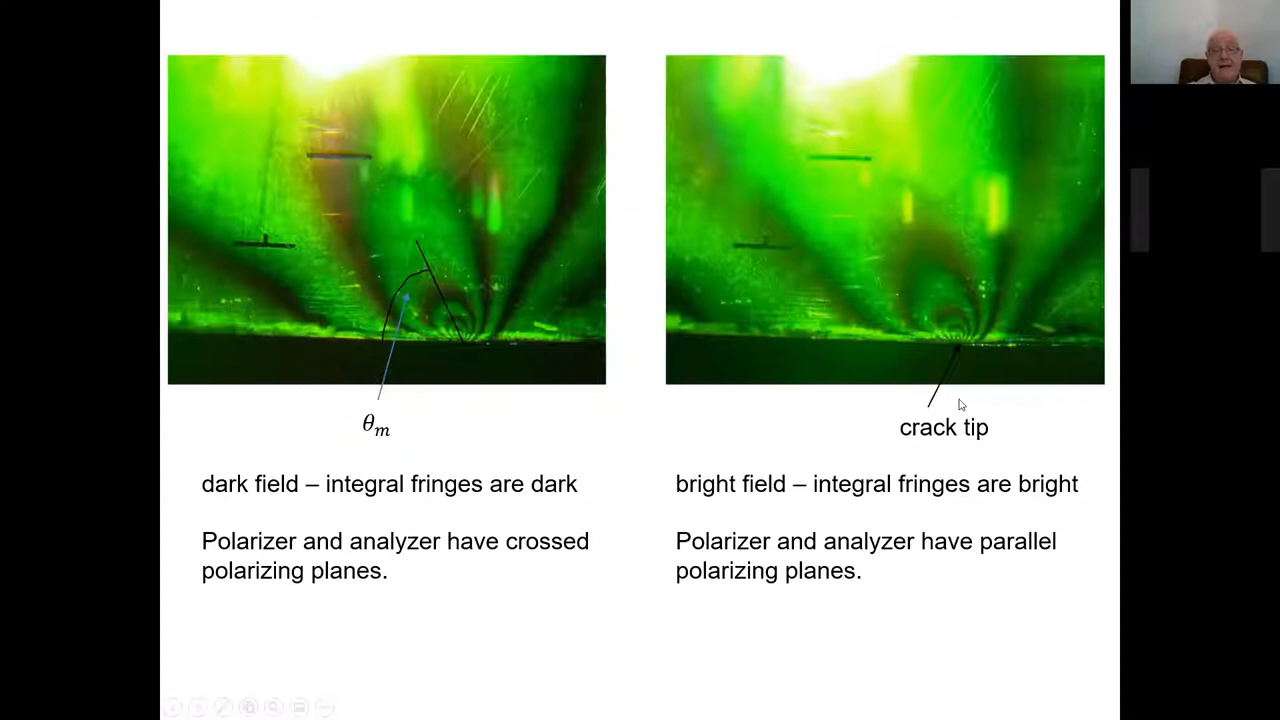 θm
crack tip
dark field – integral fringes are dark
bright field – integral fringes are bright
Polarizer and analyzer have crossed
polarizing planes.
Polarizer and analyzer have parallel
polarizing planes.